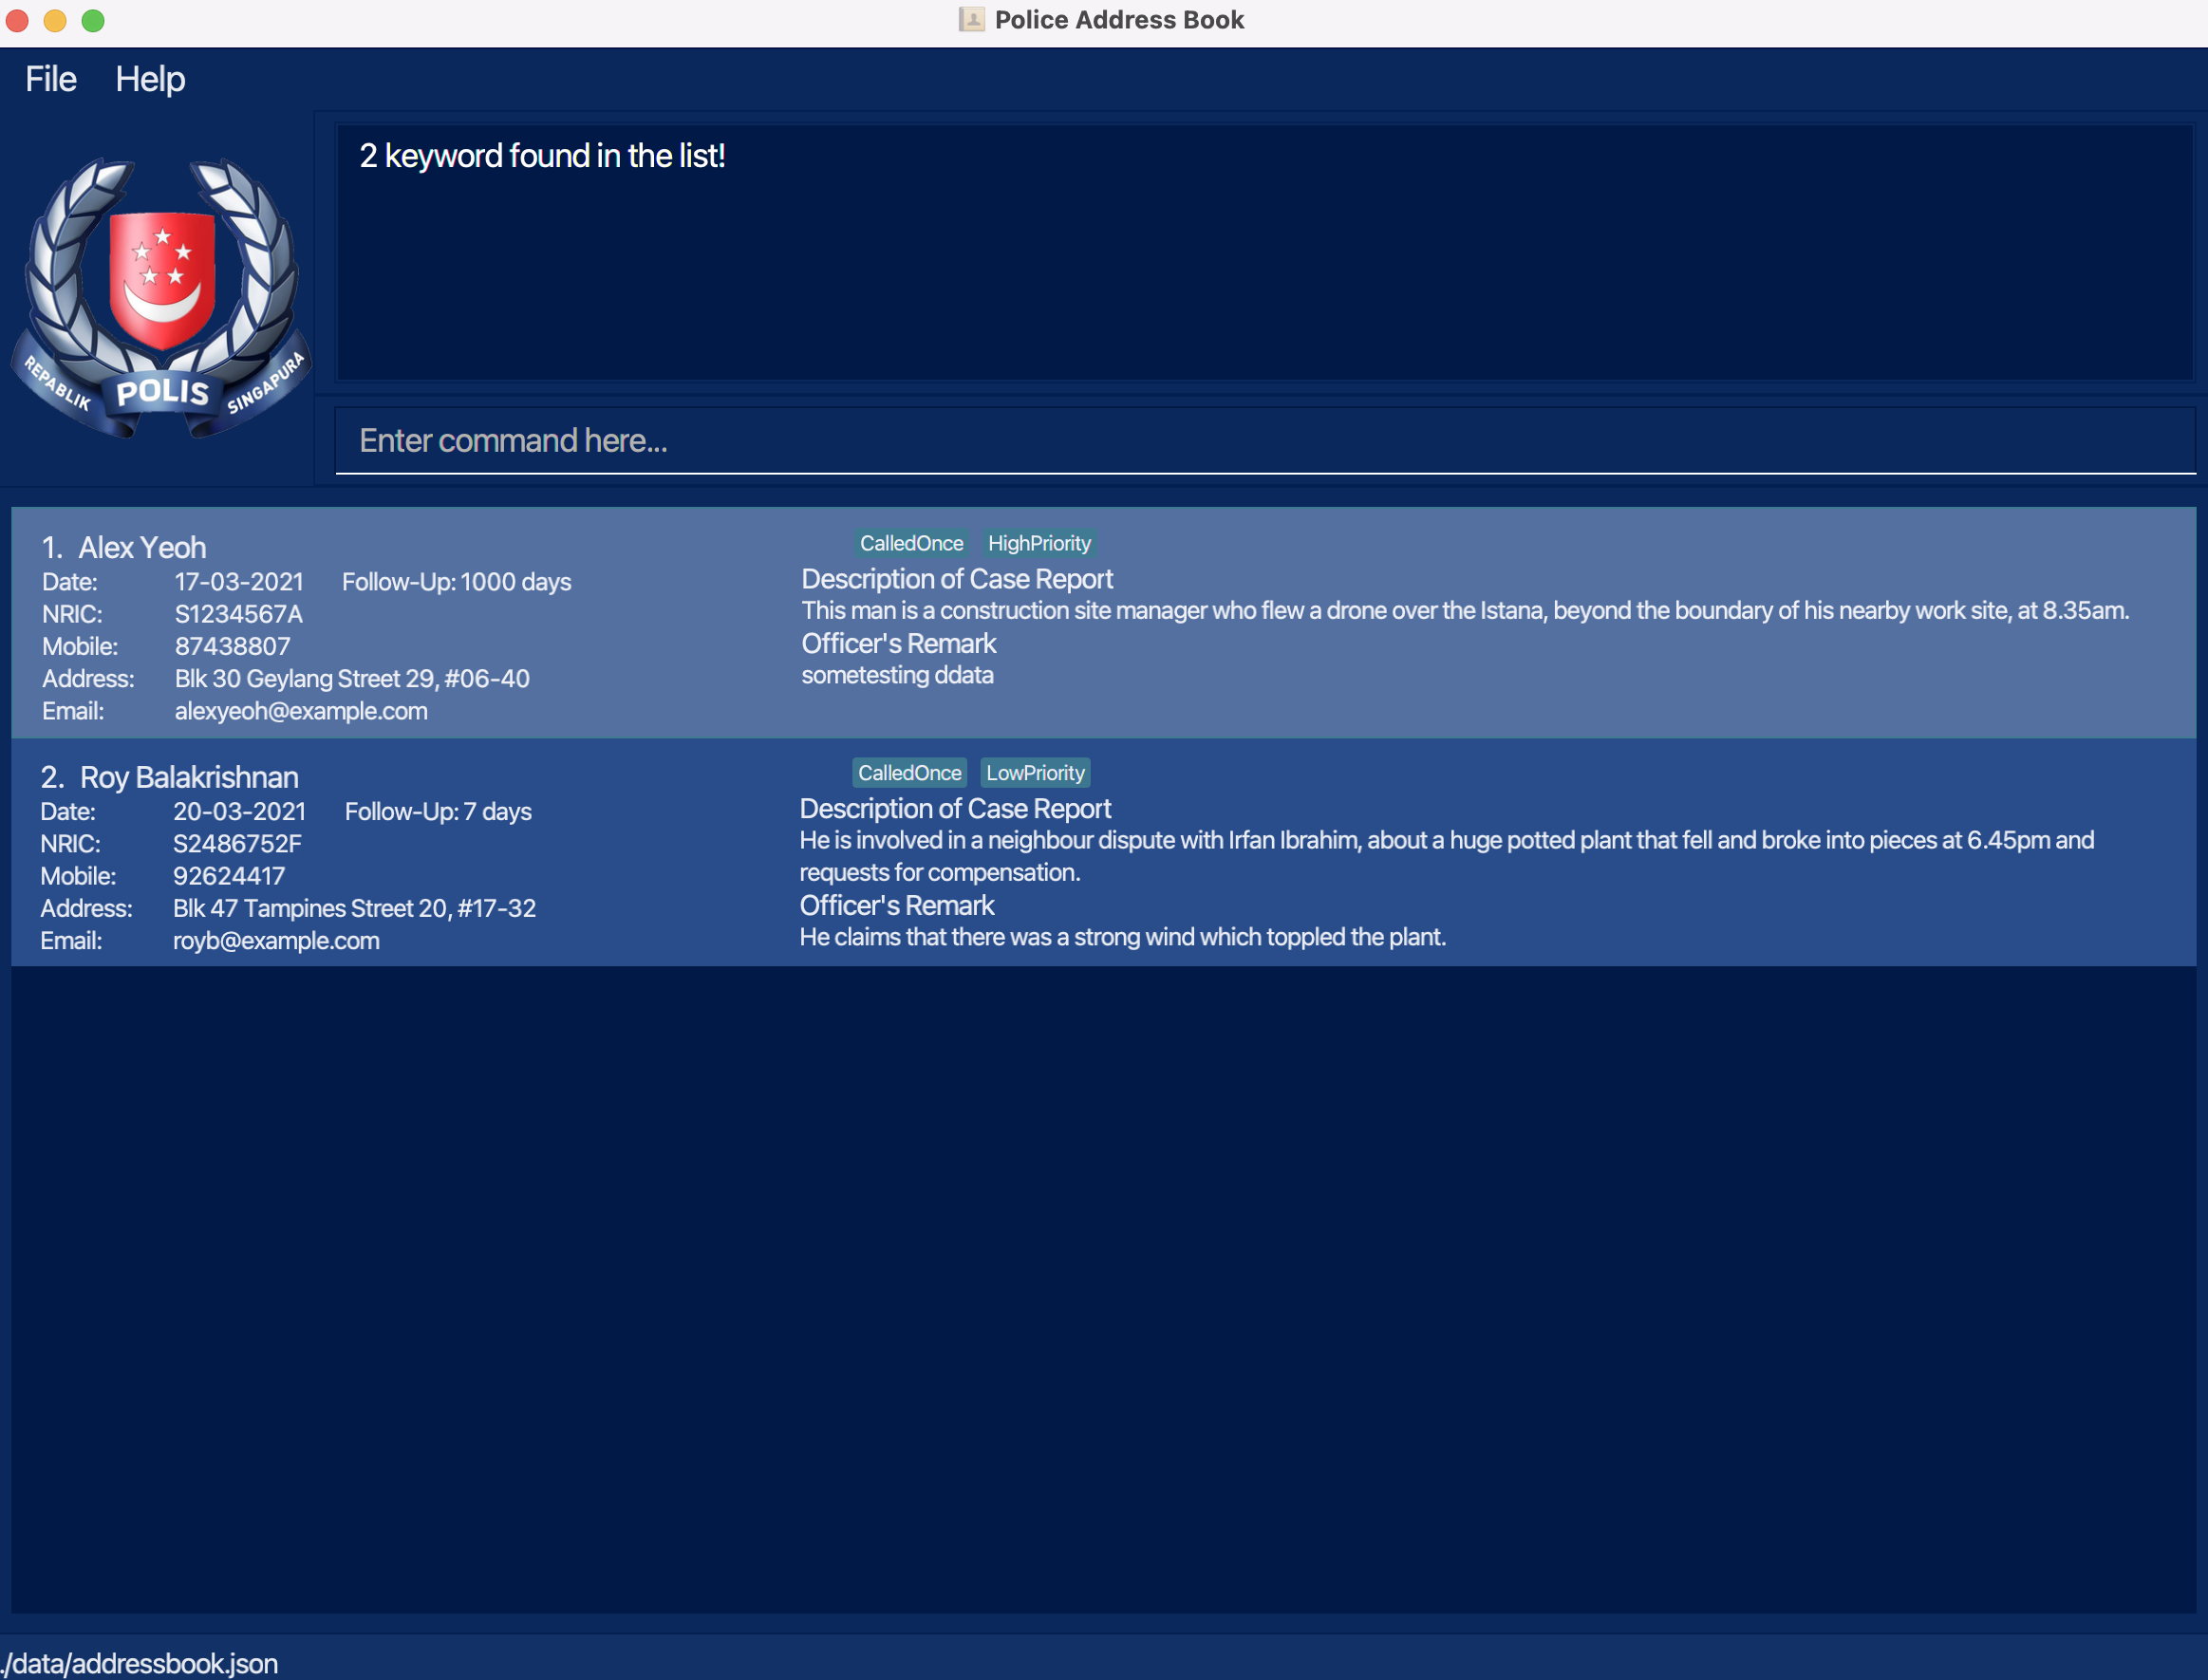 Police Address Book
File Help
2 keyword found in the list!
REPABLIK POLIS SINGAPURA
Enter command here...
1. Alex Yeoh
Date: 17-03-2021 Follow-Up: 1000 days
NRIC: S1234567A
Mobile: 87438807
Address: Blk 30 Geylang Street 29, #06-40
Email: alexyeoh@example.com
CalledOnce HighPriority
Description of Case Report
This man is a construction site manager who flew a drone over the Istana, beyond the boundary of his nearby work site, at 8.35am.
Officer's Remark
sometesting ddata
2. Roy Balakrishnan
Date: 20-03-2021 Follow-Up: 7 days
NRIC: S2486752F
Mobile: 92624417
Address: Blk 47 Tampines Street 20, #17-32
Email: royb@example.com
CalledOnce LowPriority
Description of Case Report
He is involved in a neighbour dispute with Irfan Ibrahim, about a huge potted plant that fell and broke into pieces at 6.45pm and
requests for compensation.
Officer's Remark
He claims that there was a strong wind which toppled the plant.
./data/addressbook.json